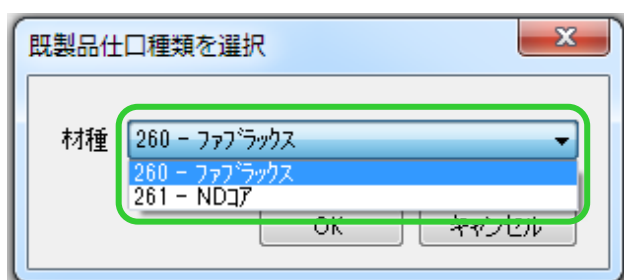 既製品仕口種類を選択
材種
260 - ﾌｧﾌﾞﾗｯｸｽ
260 - ﾌｧﾌﾞﾗｯｸｽ
261 - NDｺｱ
OK
キャンセル